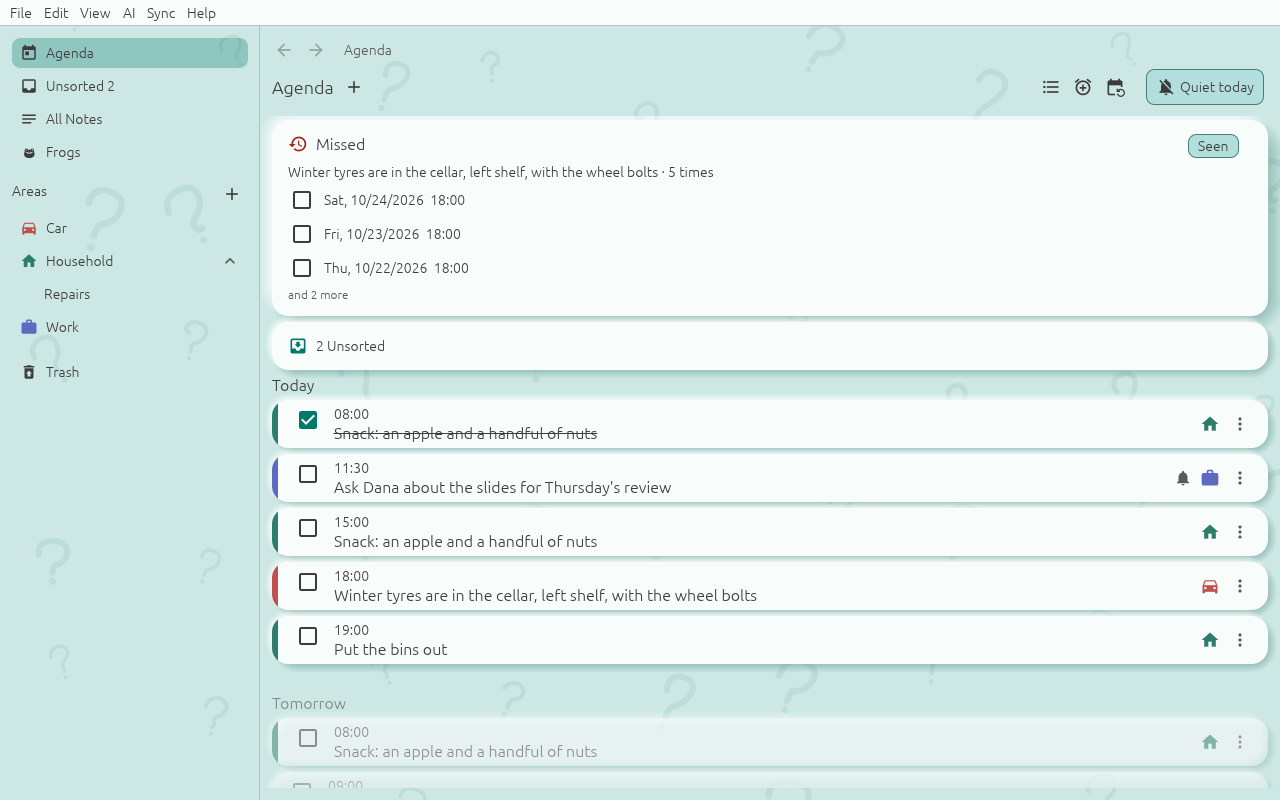 File Edit View AI Sync Help
Agenda
Unsorted 2
All Notes
Frogs
Areas
Car
Household
Repairs
Work
Trash
Agenda
Agenda
Quiet today
Missed
Seen
Winter tyres are in the cellar, left shelf, with the wheel bolts · 5 times
Sat, 10/24/2026 18:00
Fri, 10/23/2026 18:00
Thu, 10/22/2026 18:00
and 2 more
2 Unsorted
Today
08:00
Snack: an apple and a handful of nuts
11:30
Ask Dana about the slides for Thursday's review
15:00
Snack: an apple and a handful of nuts
18:00
Winter tyres are in the cellar, left shelf, with the wheel bolts
19:00
Put the bins out
Tomorrow
08:00
Snack: an apple and a handful of nuts
09:00